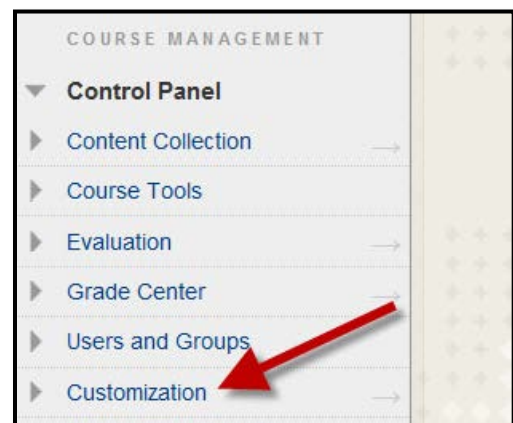 COURSE MANAGEMENT
Control Panel
Content Collection
Course Tools
Evaluation
Grade Center
Users and Groups
Customization